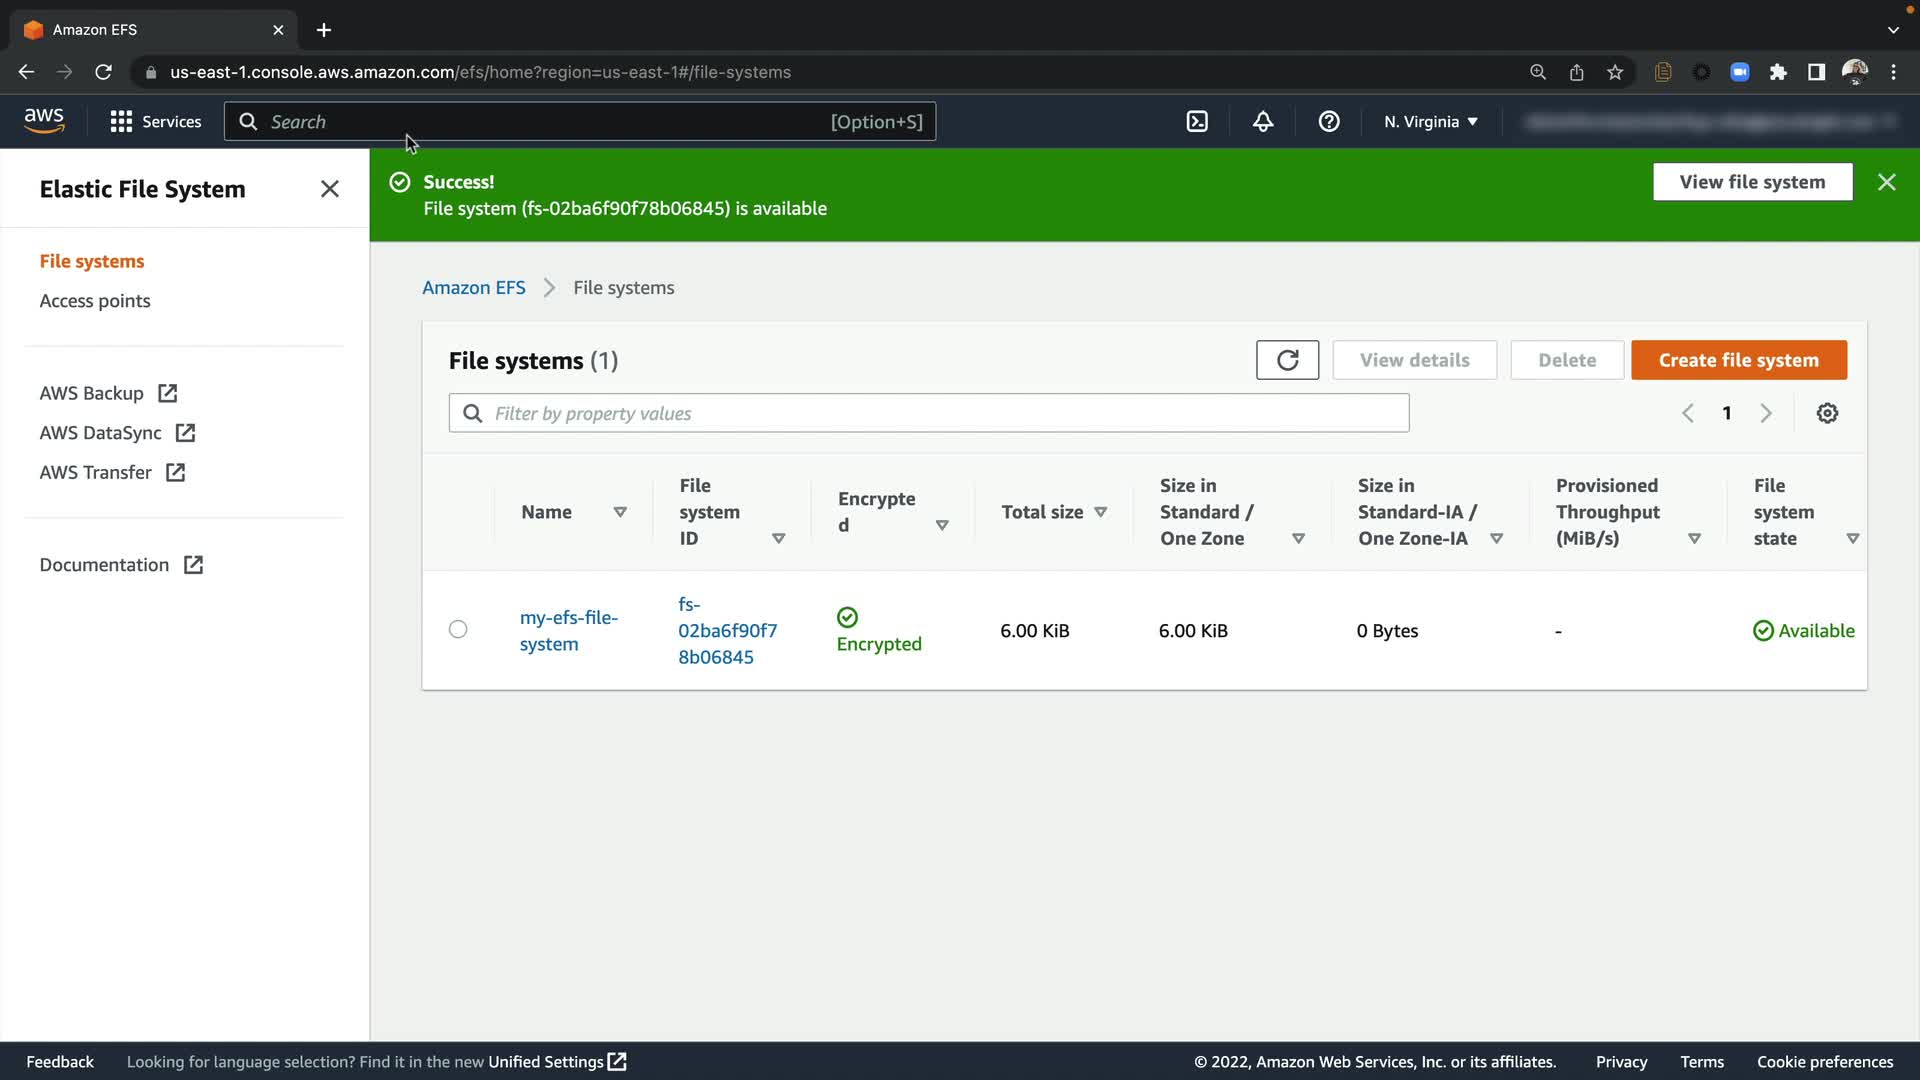 Amazon EFS
us-east-1.console.aws.amazon.com/efs/home?region=us-east-1#/file-systems
aws
Services
Search
[Option+S]
N. Virginia
Elastic File System
File systems
Access points
AWS Backup
AWS DataSync
AWS Transfer
Documentation
Success!
File system (fs-02ba6f90f78b06845) is available
View file system
Amazon EFS
File systems
File systems (1)
View details
Delete
Create file system
Filter by property values
1
Name
File
system
ID
Encrypte
d
Total size
Size in
Standard /
One Zone
Size in
Standard-IA /
One Zone-IA
Provisioned
Throughput
(MiB/s)
File
system
state
my-efs-file-
system
fs-
02ba6f90f7
8b06845
Encrypted
6.00 KiB
6.00 KiB
0 Bytes
-
Available
Feedback
Looking for language selection? Find it in the new Unified Settings
© 2022, Amazon Web Services, Inc. or its affiliates.
Privacy
Terms
Cookie preferences